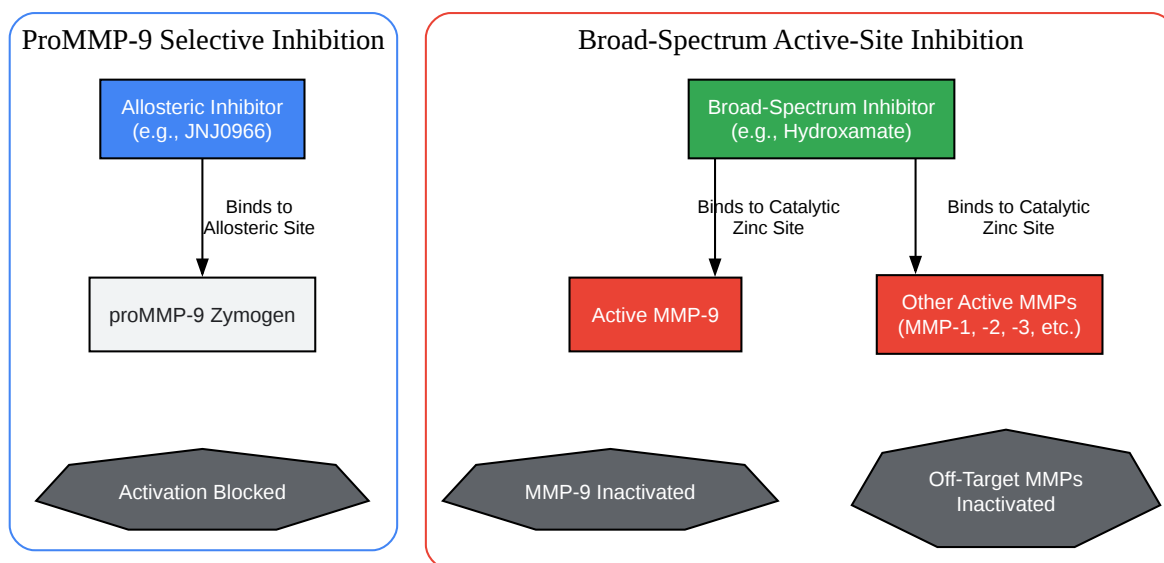 ProMMP-9 Selective Inhibition
Allosteric Inhibitor
(e.g., JNJ0966)
Binds to
Allosteric Site
proMMP-9 Zymogen
Activation Blocked
Broad-Spectrum Active-Site Inhibition
Broad-Spectrum Inhibitor
(e.g., Hydroxamate)
Binds to Catalytic
Zinc Site
Binds to Catalytic
Zinc Site
Active MMP-9
Other Active MMPs
(MMP-1, -2, -3, etc.)
MMP-9 Inactivated
Off-Target MMPs
Inactivated